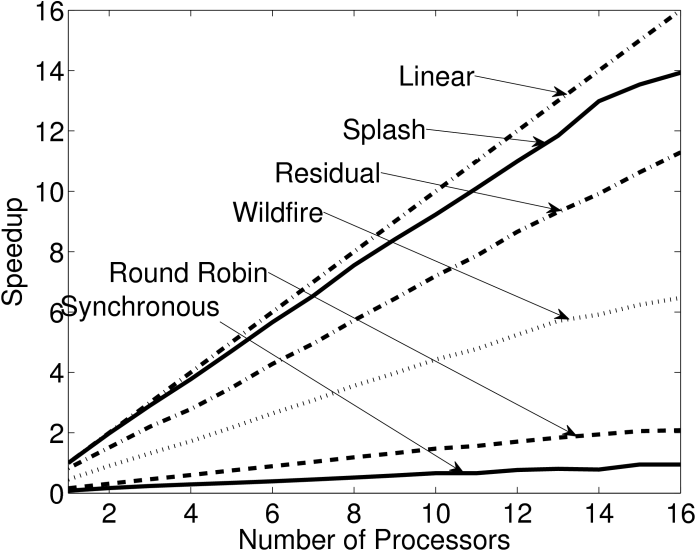 16
14
12
10
8
6
4
2
0
Speedup
Linear
Splash
Residual
Wildfire
Round Robin
Synchronous
2 4 6 8 10 12 14 16
Number of Processors